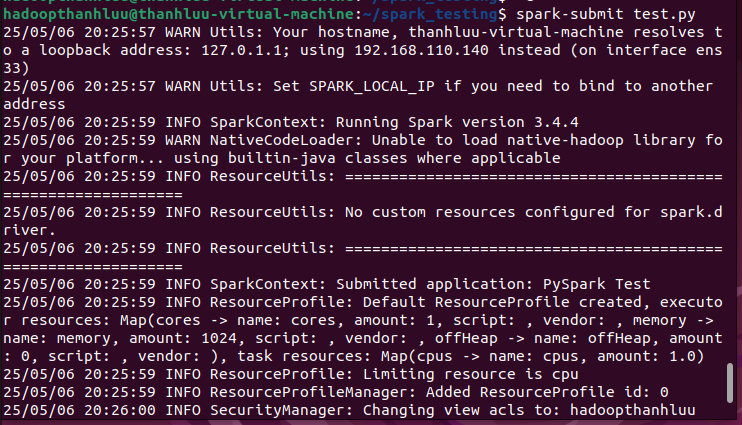 hadoopthanhluu@thanhluu-virtual-machine:~/spark_testing$ spark-submit test.py
25/05/06 20:25:57 WARN Utils: Your hostname, thanhluu-virtual-machine resolves t
o a loopback address: 127.0.1.1; using 192.168.110.140 instead (on interface ens
33)
25/05/06 20:25:57 WARN Utils: Set SPARK_LOCAL_IP if you need to bind to another
address
25/05/06 20:25:59 INFO SparkContext: Running Spark version 3.4.4
25/05/06 20:25:59 WARN NativeCodeLoader: Unable to load native-hadoop library fo
r your platform... using builtin-java classes where applicable
25/05/06 20:25:59 INFO ResourceUtils: ==========================================
====================
25/05/06 20:25:59 INFO ResourceUtils: No custom resources configured for spark.d
river.
25/05/06 20:25:59 INFO ResourceUtils: ==========================================
====================
25/05/06 20:25:59 INFO SparkContext: Submitted application: PySpark Test
25/05/06 20:25:59 INFO ResourceProfile: Default ResourceProfile created, executo
r resources: Map(cores -> name: cores, amount: 1, script: , vendor: , memory ->
name: memory, amount: 1024, script: , vendor: , offHeap -> name: offHeap, amount
: 0, script: , vendor: ), task resources: Map(cpus -> name: cpus, amount: 1.0)
25/05/06 20:25:59 INFO ResourceProfile: Limiting resource is cpu
25/05/06 20:25:59 INFO ResourceProfileManager: Added ResourceProfile id: 0
25/05/06 20:26:00 INFO SecurityManager: Changing view acls to: hadoopthanhluu